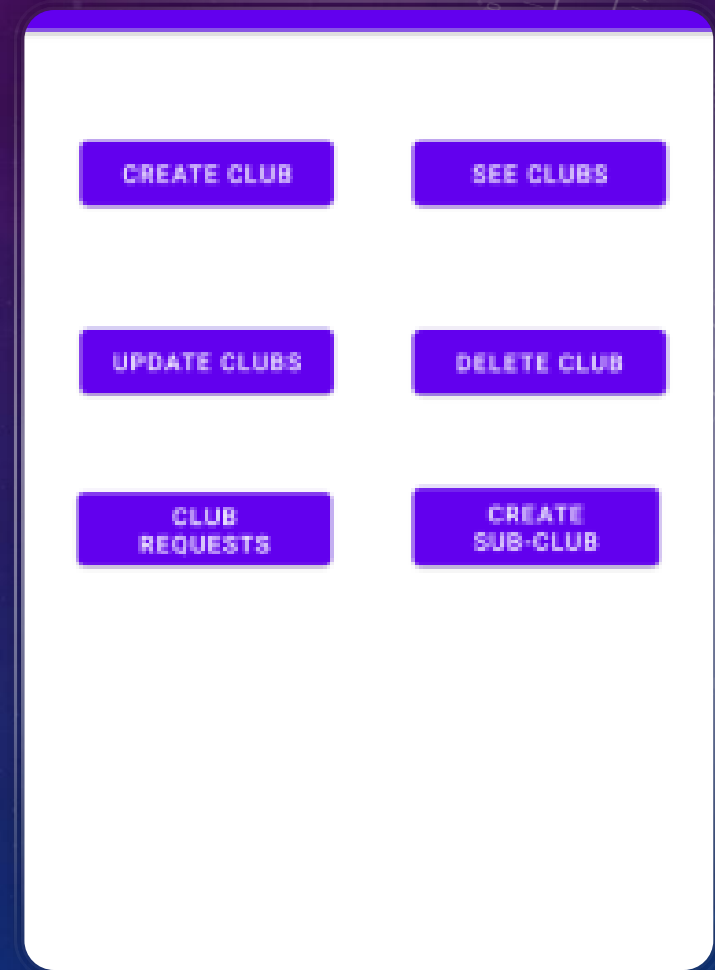 CREATE CLUB
SEE CLUBS
UPDATE CLUBS
DELETE CLUB
CLUB
REQUESTS
CREATE
SUB-CLUB